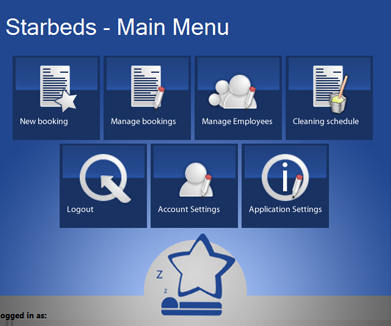 Starbeds - Main Menu
New booking
Manage bookings
Manage Employees
Cleaning schedule
Logout
Account Settings
Application Settings
z
z
ogged in as: